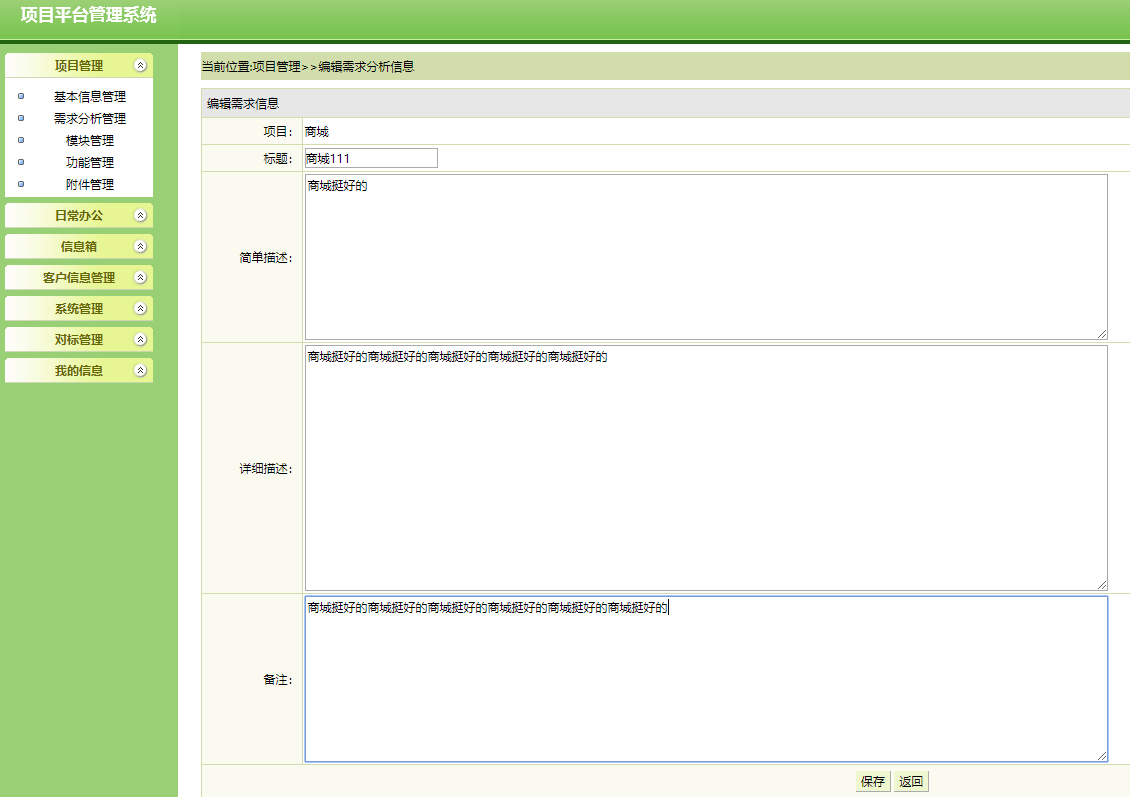 项目平台管理系统
项目管理
基本信息管理
需求分析管理
模块管理
功能管理
附件管理
日常办公
信息箱
客户信息管理
系统管理
对标管理
我的信息
当前位置:项目管理>>编辑需求分析信息
编辑需求信息
项目: 商城
标题: 商城111
简单描述: 商城挺好的
详细描述: 商城挺好的商城挺好的商城挺好的商城挺好的商城挺好的
备注: 商城挺好的商城挺好的商城挺好的商城挺好的商城挺好的商城挺好的
保存 返回